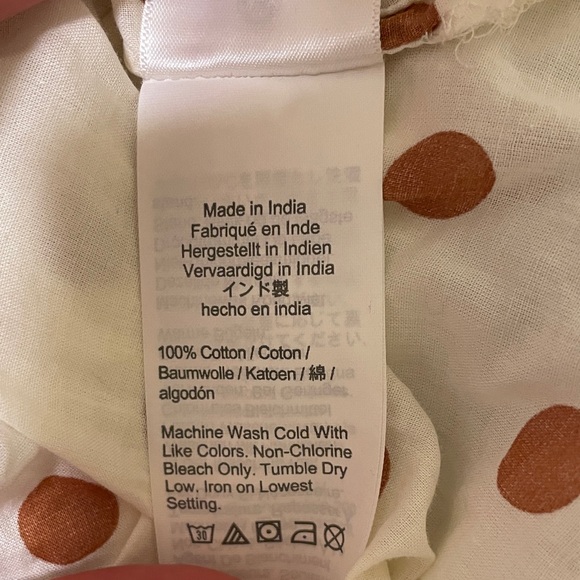 Made in India
Fabriqué en Inde
Hergestellt in Indien
Vervaardigd in India
インド製
hecho en india
100% Cotton / Coton /
Baumwolle / Katoen / 綿 /
algodón
Machine Wash Cold With
Like Colors. Non-Chlorine
Bleach Only. Tumble Dry
Low. Iron on Lowest
Setting.
30